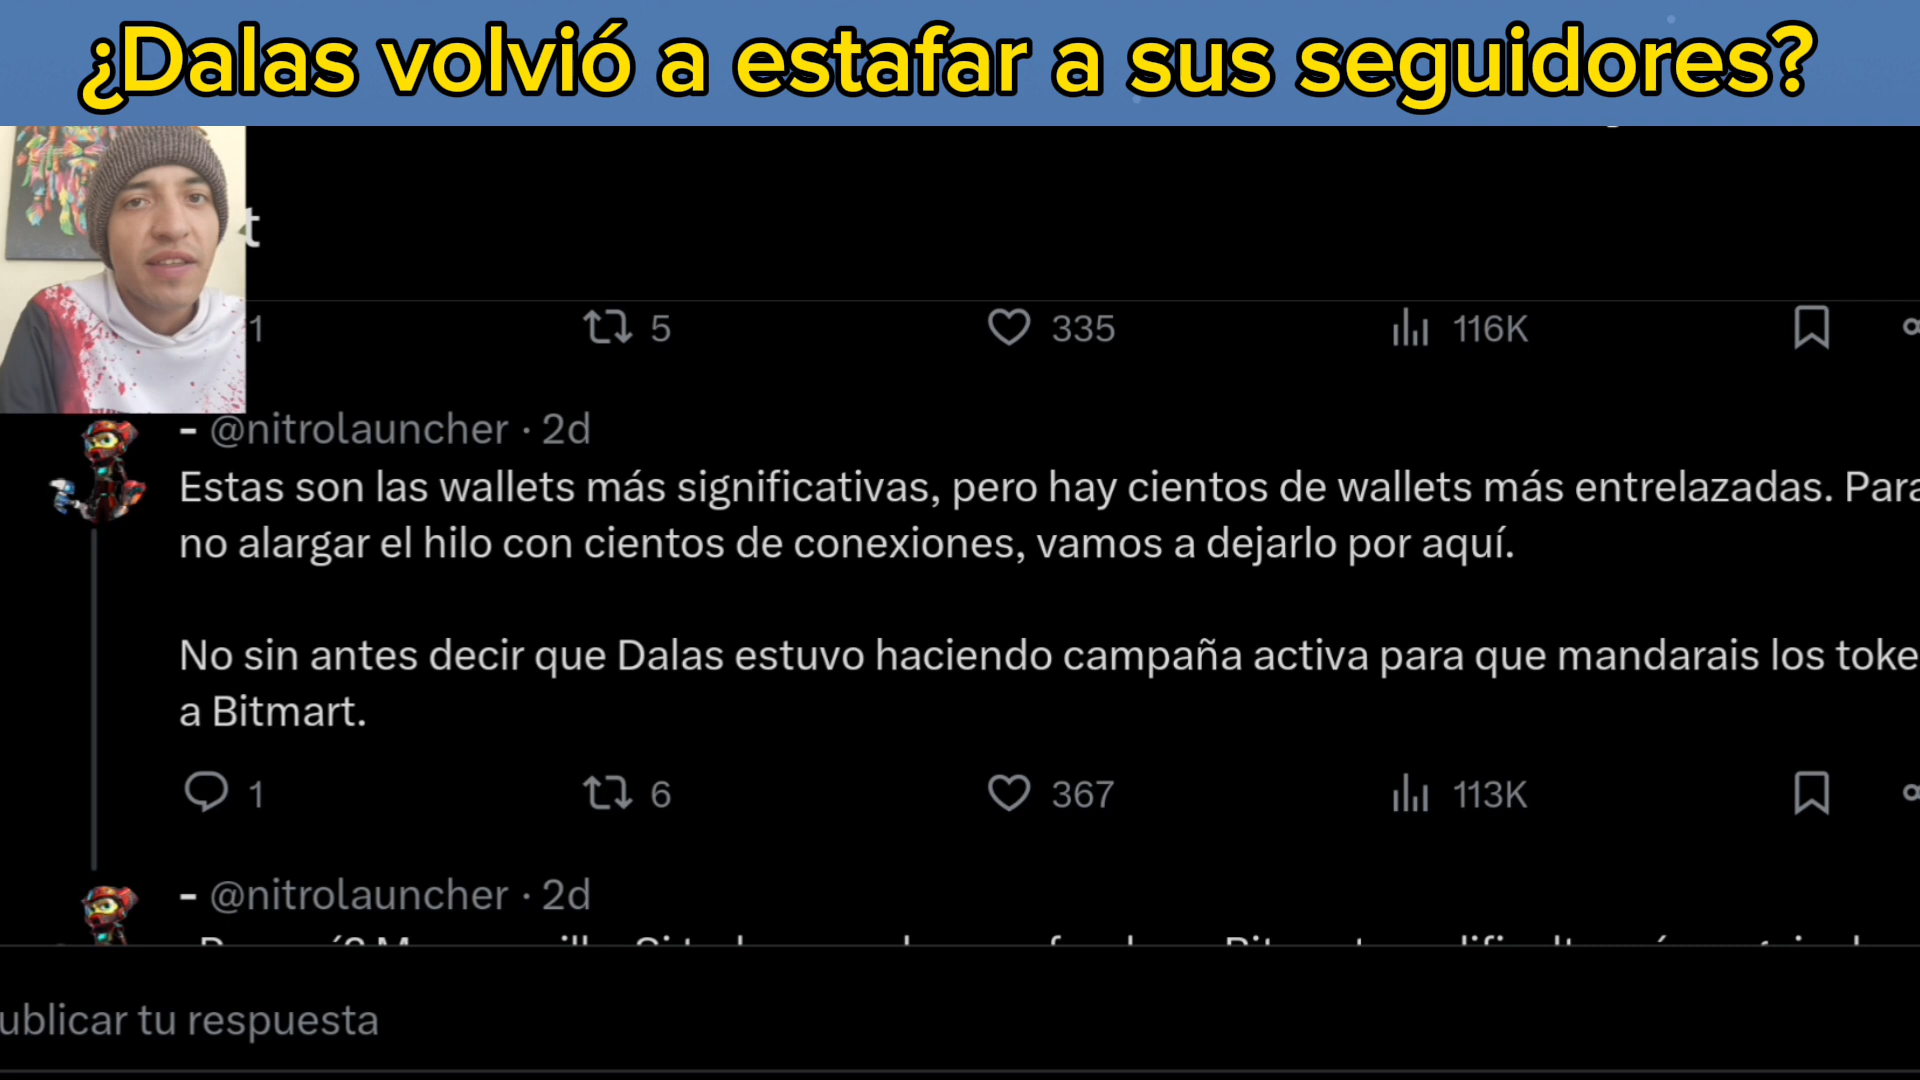 ¿Dalas volvió a estafar a sus seguidores?
t
1 5 335 116K
- @nitrolauncher · 2d
Estas son las wallets más significativas, pero hay cientos de wallets más entrelazadas. Para
no alargar el hilo con cientos de conexiones, vamos a dejarlo por aquí.
No sin antes decir que Dalas estuvo haciendo campaña activa para que mandarais los toke
a Bitmart.
1 6 367 113K
- @nitrolauncher · 2d
ublicar tu respuesta